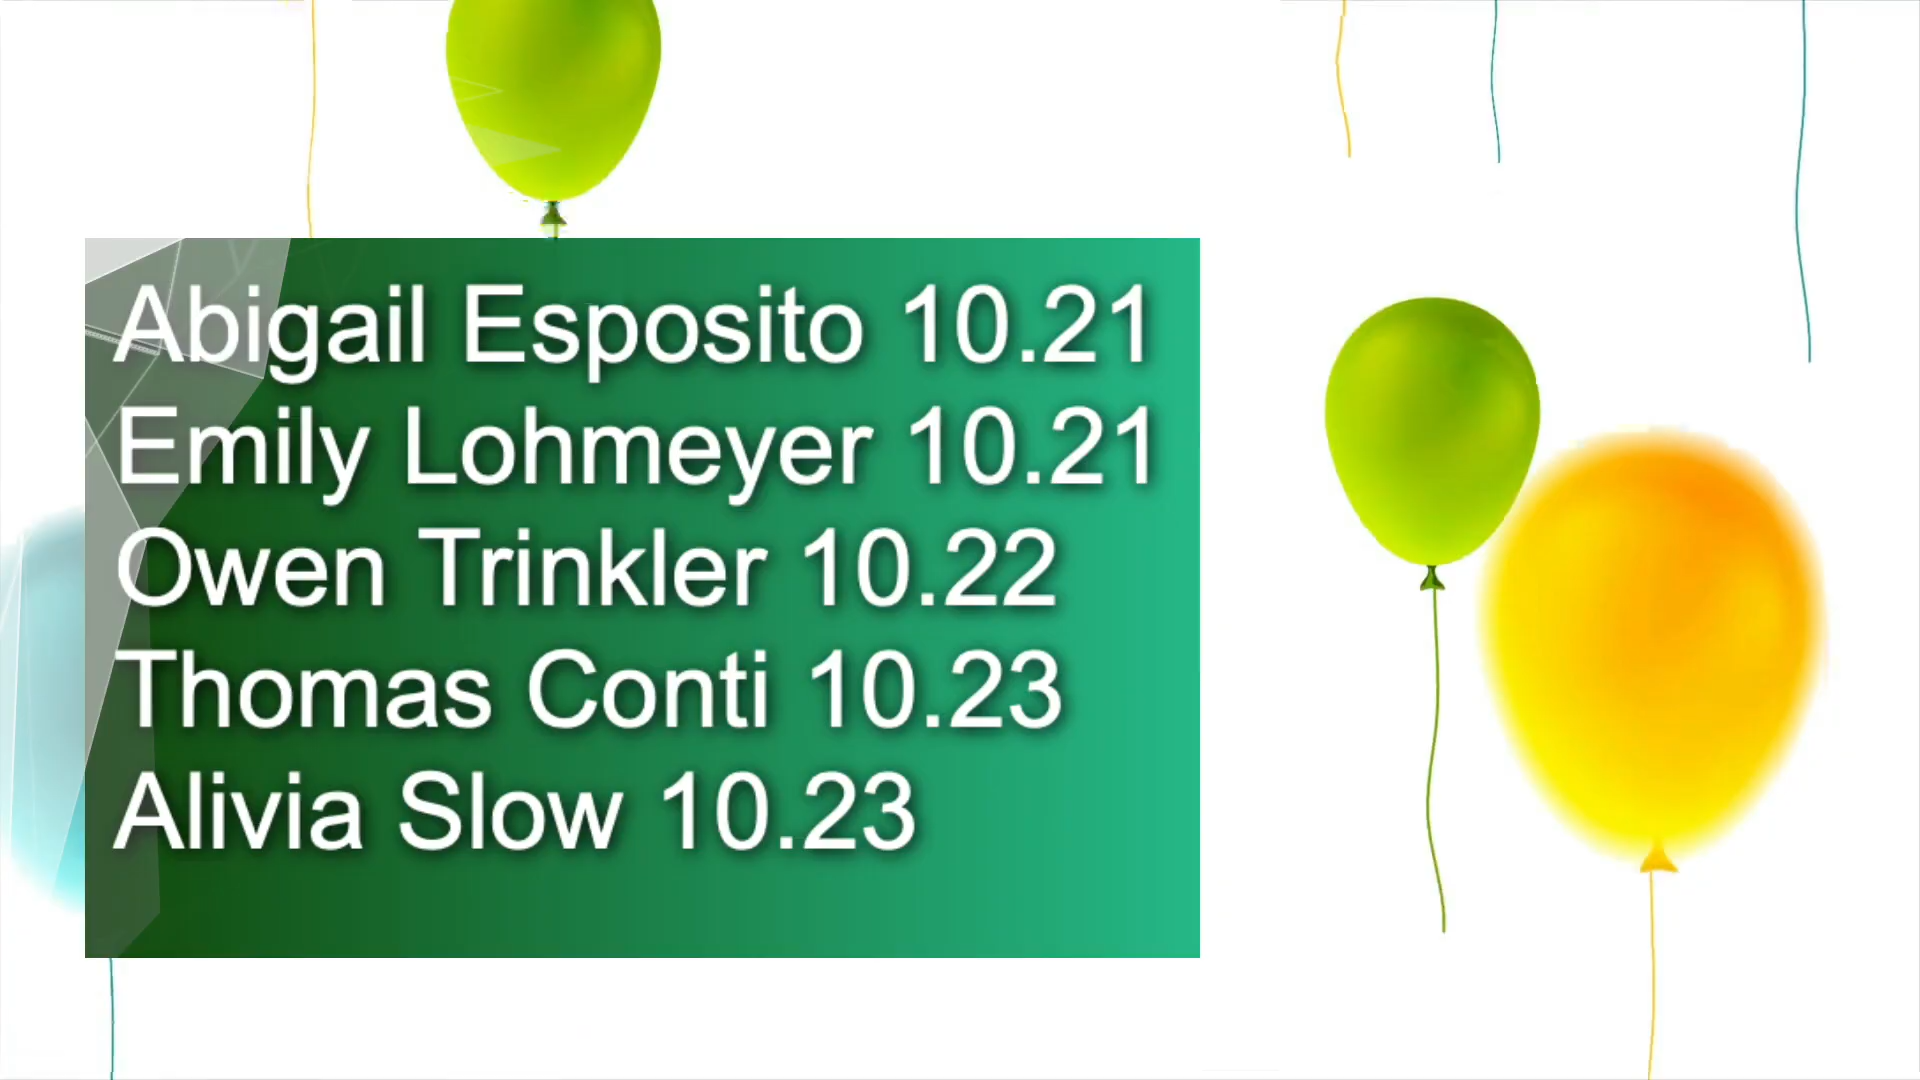 Abigail Esposito 10.21
Emily Lohmeyer 10.21
Owen Trinkler 10.22
Thomas Conti 10.23
Alivia Slow 10.23